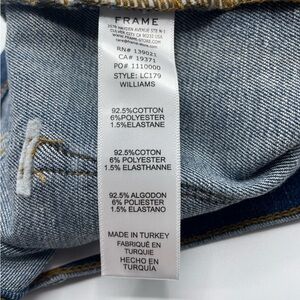 FRAME
RN# 139021
CA# 19371
PO# 1110000
STYLE: LC179
WILLIAMS
92.5%COTTON
6%POLYESTER
1.5%ELASTANE
92.5%COTON
6% POLYESTER
1.5%ELASTHANNE
92.5% ALGODON
6% POLIESTER
1.5% ELASTANO
MADE IN TURKEY
FABRIQUÉ EN
TURQUIE
HECHO EN
TURQUÍA